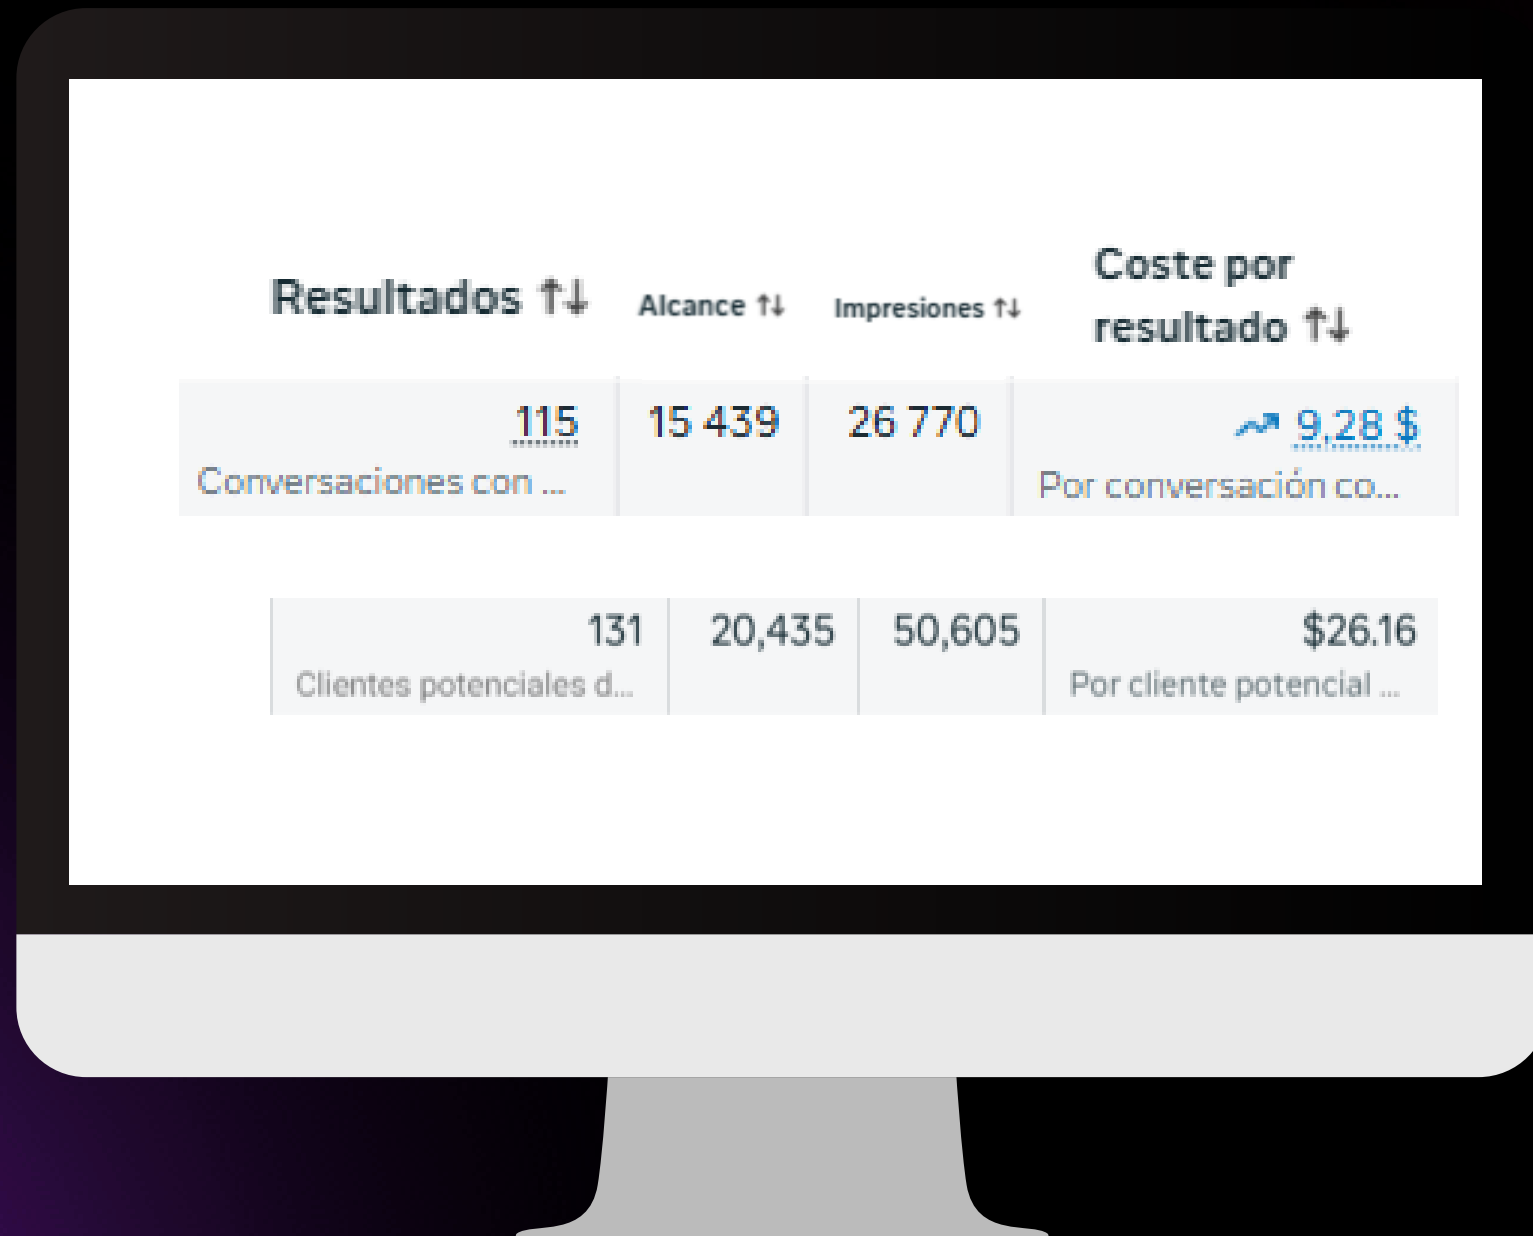 Resultados ↑↓ Alcance ↑↓ Impresiones ↑↓ Coste por resultado ↑↓
115 15 439 26 770 9,28 $
Conversaciones con ... Por conversación co...
131 20,435 50,605 $26.16
Clientes potenciales d... Por cliente potencial ...